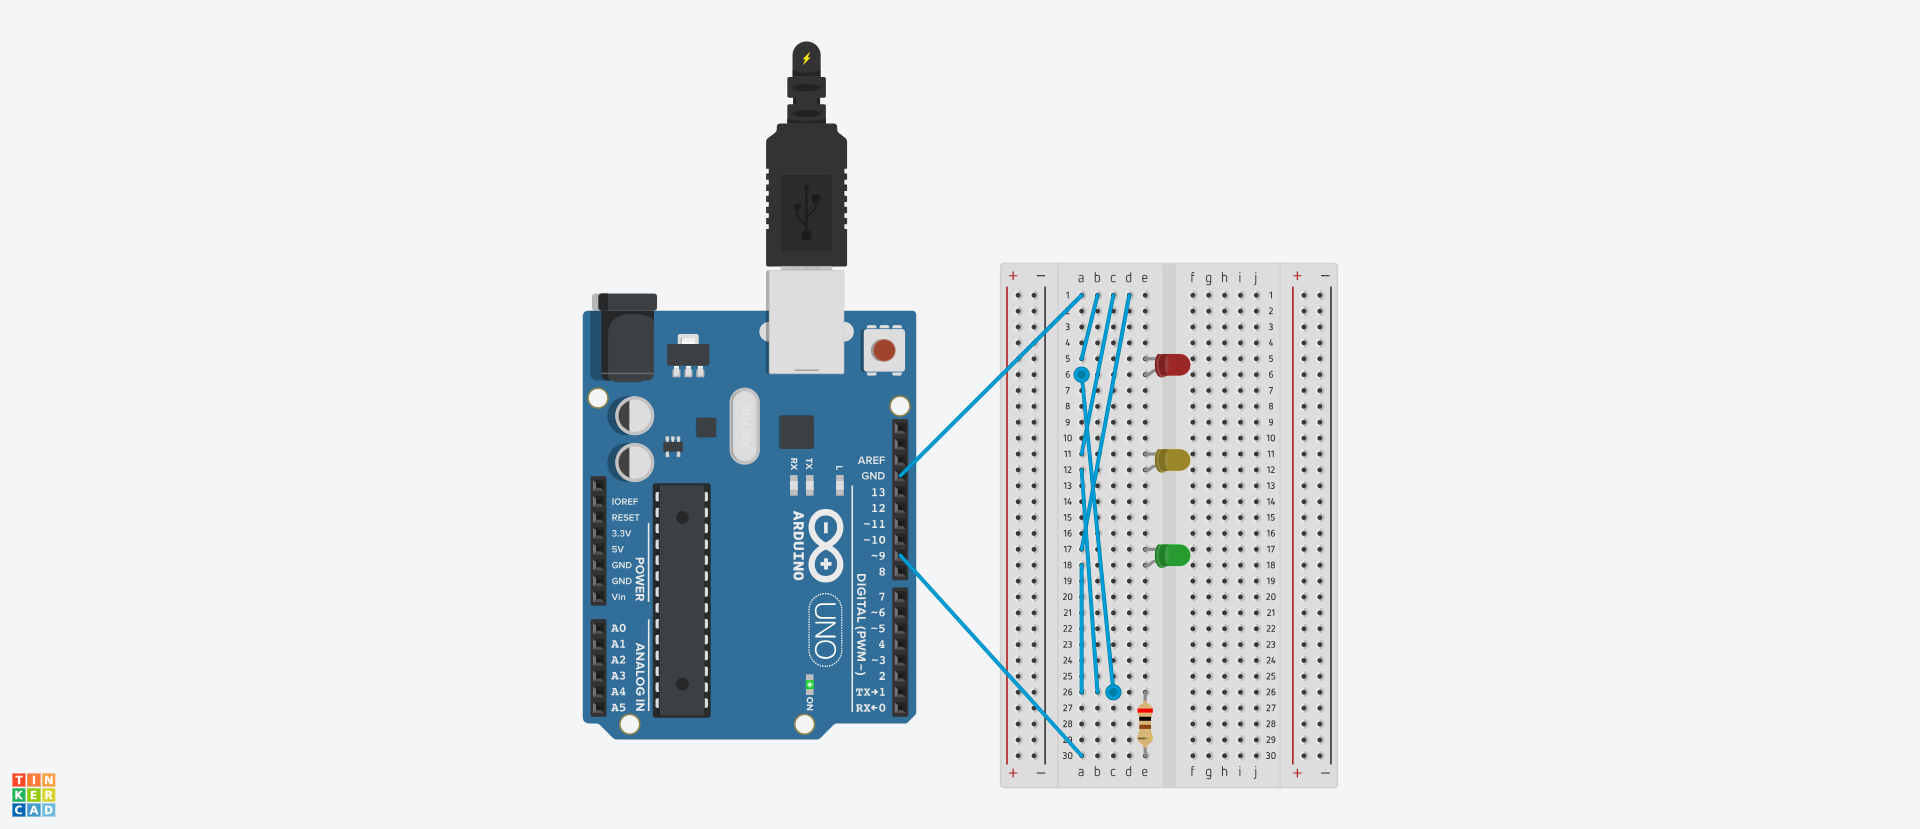 + − a b c d e f g h i j + −
1 1
2 2
3 3
4 4
5 5
6 6
7 7
8 8
9 9
10 10
11 11
12 12
13 13
14 14
15 15
16 16
17 17
18 18
19 19
20 20
21 21
22 22
23 23
24 24
25 25
26 26
27 27
28 28
29 29
30 30
+ − a b c d e f g h i j + −
AREF
GND
13
12
~11
~10
~9
8
7
~6
~5
4
~3
2
TX→1
RX←0
DIGITAL (PWM~)
RX
TX
L
ARDUINO
UNO
ON
IOREF
RESET
3.3V
5V
GND
GND
Vin
POWER
A0
A1
A2
A3
A4
A5
ANALOG IN
TIN
KER
CAD